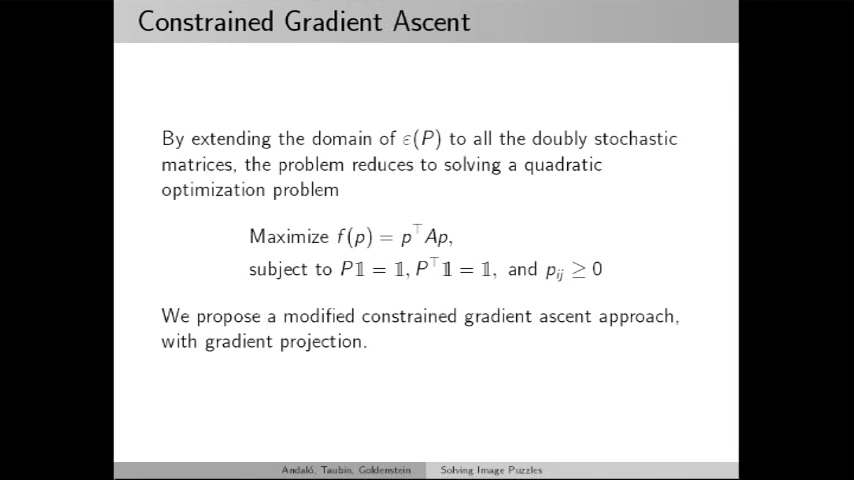 Constrained Gradient Ascent
By extending the domain of ε(P) to all the doubly stochastic
matrices, the problem reduces to solving a quadratic
optimization problem
Maximize f(p) = p⊤Ap,
subject to P𝟙 = 𝟙, P⊤𝟙 = 𝟙, and pᵢⱼ ≥ 0
We propose a modified constrained gradient ascent approach,
with gradient projection.
Andaló, Taubin, Goldenstein Solving Image Puzzles